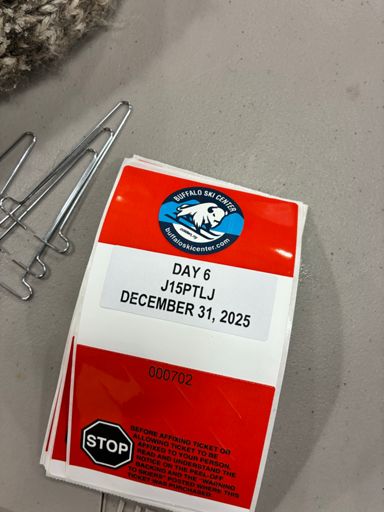 BUFFALO SKI CENTER
buffaloskicenter.com
DAY 6
J15PTLJ
DECEMBER 31, 2025
000702
STOP
BEFORE AFFIXING TICKET OR
ALLOWING TICKET TO BE
AFFIXED TO YOUR PERSON,
READ AND UNDERSTAND THE
NOTICE ON THE PEEL-OFF
BACKING AND THE "WARNING
TO SKIERS" POSTED WHERE THIS
TICKET WAS PURCHASED.